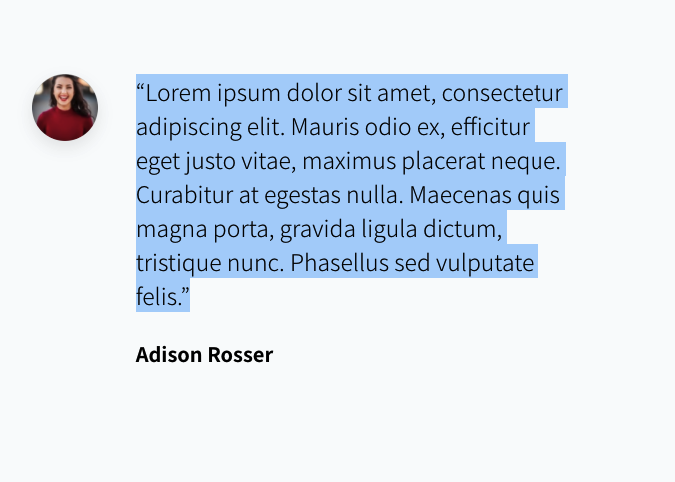 “Lorem ipsum dolor sit amet, consectetur
adipiscing elit. Mauris odio ex, efficitur
eget justo vitae, maximus placerat neque.
Curabitur at egestas nulla. Maecenas quis
magna porta, gravida ligula dictum,
tristique nunc. Phasellus sed vulputate
felis.”
Adison Rosser